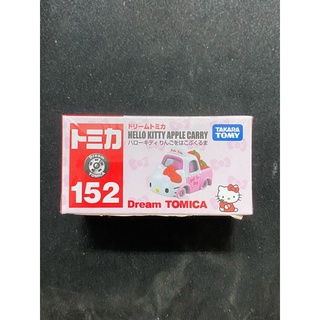 トミカ
152
ドリームトミカ
HELLO KITTY APPLE CARRY
ハローキティ りんごをはこぶくるま
TAKARA
TOMY
Dream TOMICA